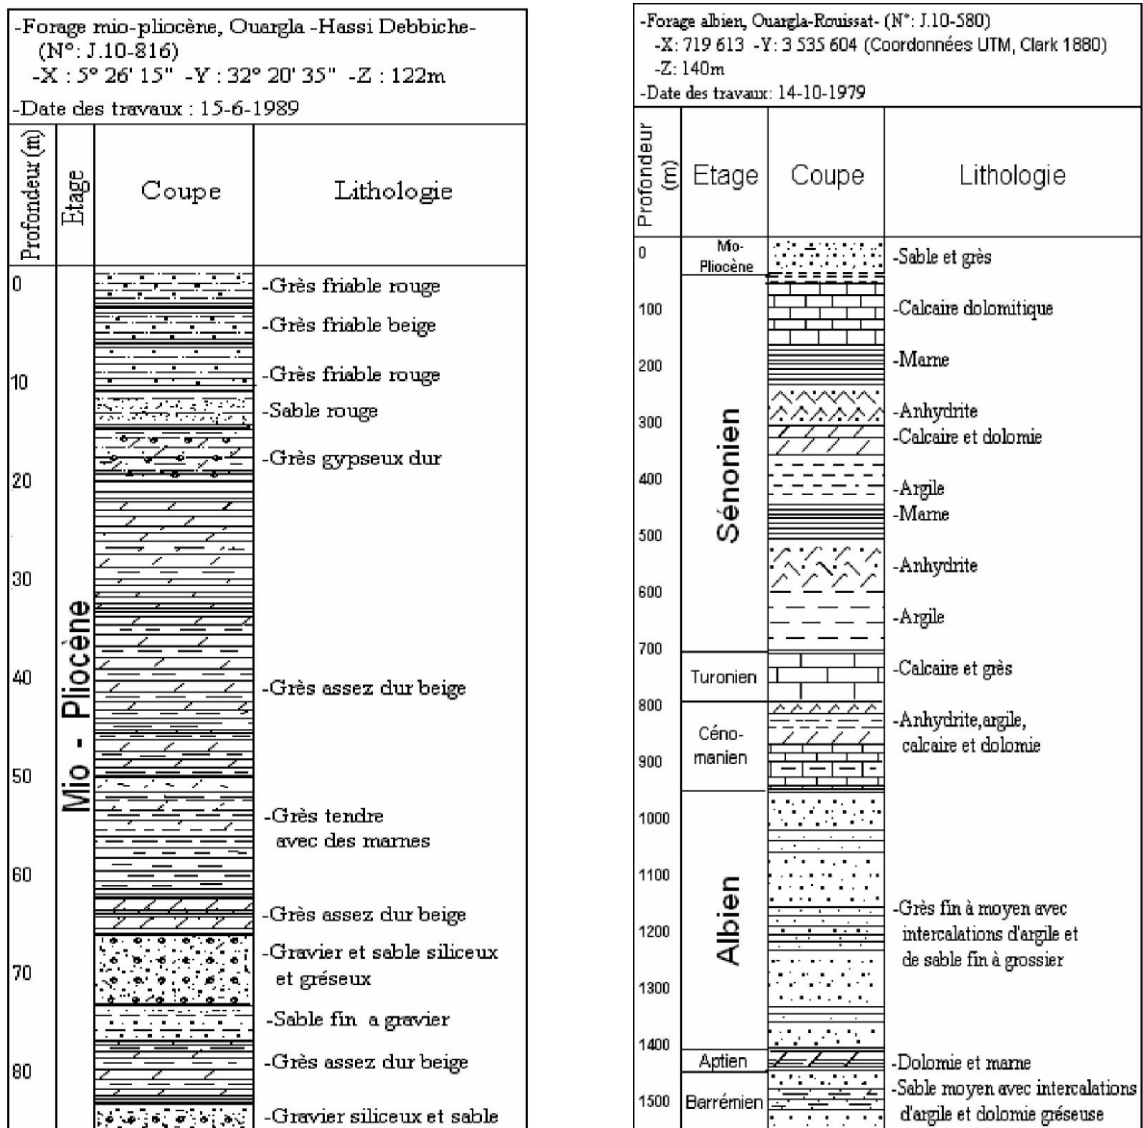 -Forage mio-pliocène, Ouargla -Hassi Debbiche-
(N°: J.10-816)
-X : 5° 26' 15" -Y : 32° 20' 35" -Z : 122m
-Date des travaux : 15-6-1989
Profondeur (m)
Etage
Coupe
Lithologie
0
-Grès friable rouge
-Grès friable beige
-Grès friable rouge
10
-Sable rouge
-Grès gypseux dur
20
30
Mio - Pliocène
40
-Grès assez dur beige
50
-Grès tendre
avec des marnes
60
-Grès assez dur beige
-Gravier et sable siliceux
et gréseux
70
-Sable fin a gravier
-Grès assez dur beige
80
-Gravier siliceux et sable
-Forage albien, Ouargla-Rouissat- (N°: J.10-580)
-X: 719 613 -Y: 3 535 604 (Coordonnées UTM, Clark 1880)
-Z: 140m
-Date des travaux: 14-10-1979
Profondeur
(m)
Etage
Coupe
Lithologie
0
Mio-
Pliocène
-Sable et grès
100
-Calcaire dolomitique
200
-Marne
300
-Anhydrite
-Calcaire et dolomie
Sénonien
400
-Argile
-Marne
500
-Anhydrite
600
-Argile
700
Turonien
-Calcaire et grès
800
Céno-
manien
-Anhydrite,argile,
calcaire et dolomie
900
1000
1100
Albien
-Grès fin à moyen avec
intercalations d'argile et
de sable fin à grossier
1200
1300
1400
Aptien
-Dolomie et marne
1500
Barrémien
-Sable moyen avec intercalations
d'argile et dolomie gréseuse